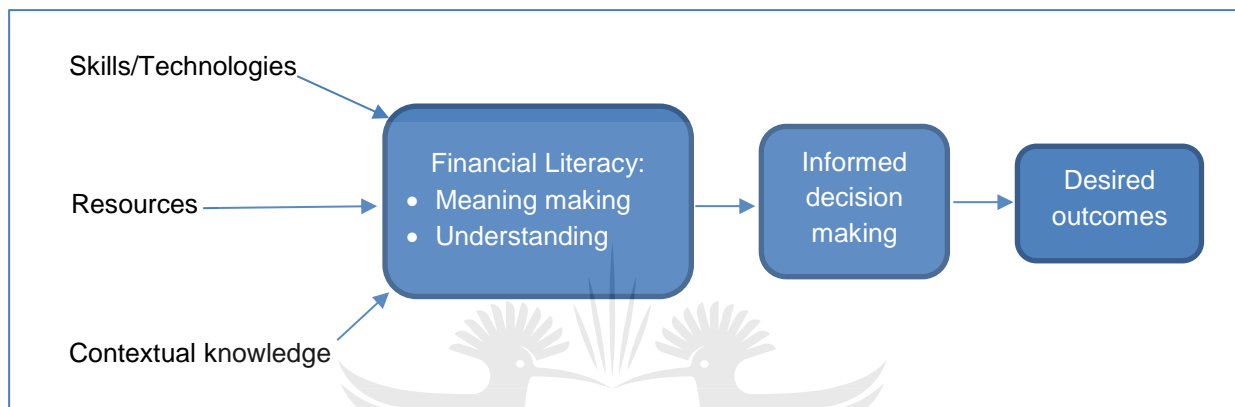 Skills/Technologies
Resources
Contextual knowledge
Financial Literacy:
• Meaning making
• Understanding
Informed
decision
making
Desired
outcomes